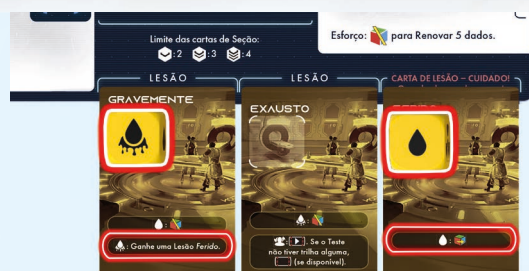 Limite das cartas de Seção:
:2 :3 :4
Esforço: para Renovar 5 dados.
LESÃO
LESÃO
CARTA DE LESÃO – CUIDADO!
GRAVEMENTE
EXAUSTO
: Ganhe uma Lesão Ferido.
: . Se o Teste
não tiver trilha alguma,
(se disponível).